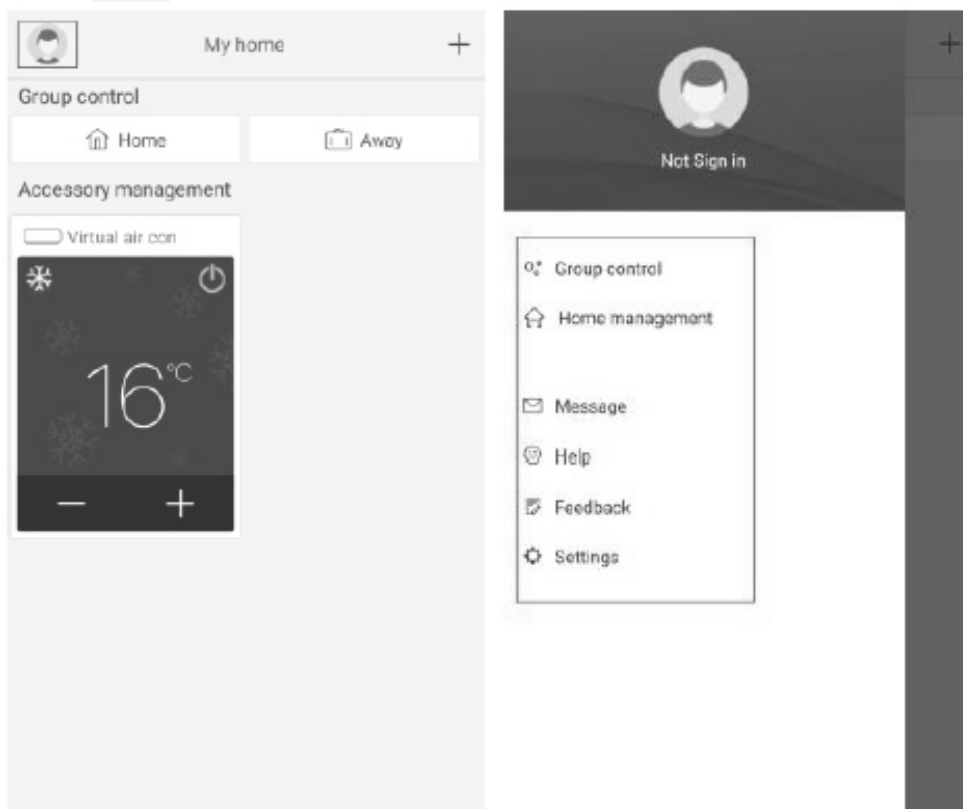 My home
+
Group control
Home
Away
Accessory management
Virtual air con
16°C
− +
Not Sign in
Group control
Home management
Message
Help
Feedback
Settings
+